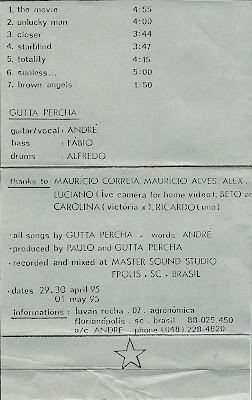 1. the movie 4:55
2. unlucky man 4:00
3. closer 3:44
4. starblind 3:47
5. totality 4:15
6. sunless... 5:00
7. brown angels 1:50
GUTTA PERCHA
guitar/vocal : ANDRÉ
bass : FÁBIO
drums : ALFREDO
thanks to : MAURICIO CORREIA, MAURICIO ALVES, ALEX,
LUCIANO (live camera for home video), BETO and
CAROLINA (victória x), RICARDO (uno)
· all songs by GUTTA PERCHA · words ANDRÉ
· produced by PAULO and GUTTA PERCHA
· recorded and mixed at MASTER SOUND STUDIO
FPOLIS . SC . BRASIL
· dates 29.30 april 95
01 may 95
informations : luvan rocha . 07 . agronômica
florianópolis . sc . brasil 88-025 450
a/c ANDRÉ phone (048) 228.4820